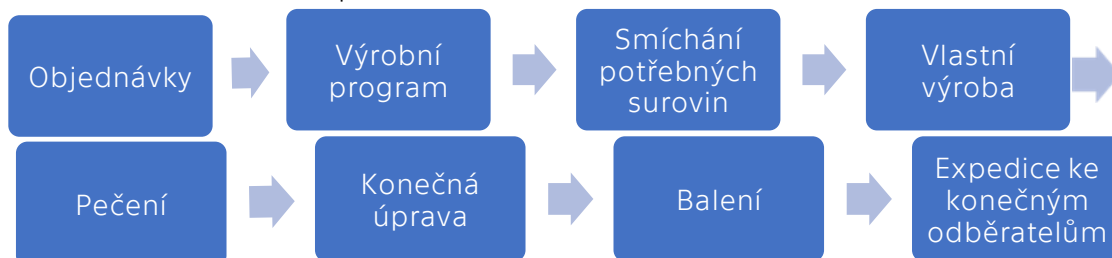 Objednávky
Výrobní
program
Smíchání
potřebných
surovin
Vlastní
výroba
Pečení
Konečná
úprava
Balení
Expedice ke
konečným
odběratelům